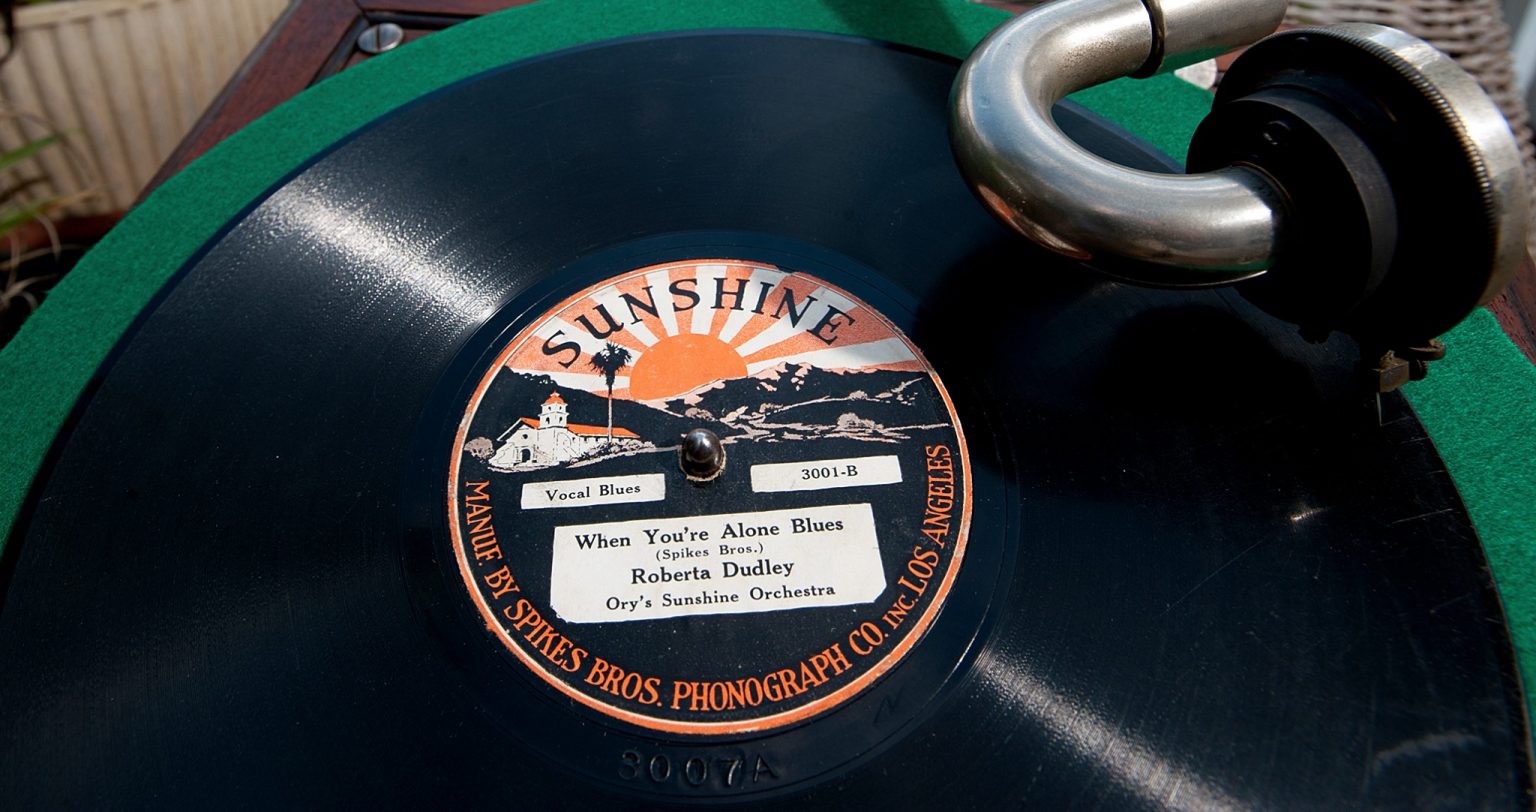 SUNSHINE
Vocal Blues
3001-B
When You're Alone Blues
(Spikes Bros.)
Roberta Dudley
Ory's Sunshine Orchestra
MANUF. BY SPIKES BROS. PHONOGRAPH CO. INC. LOS ANGELES
3007A